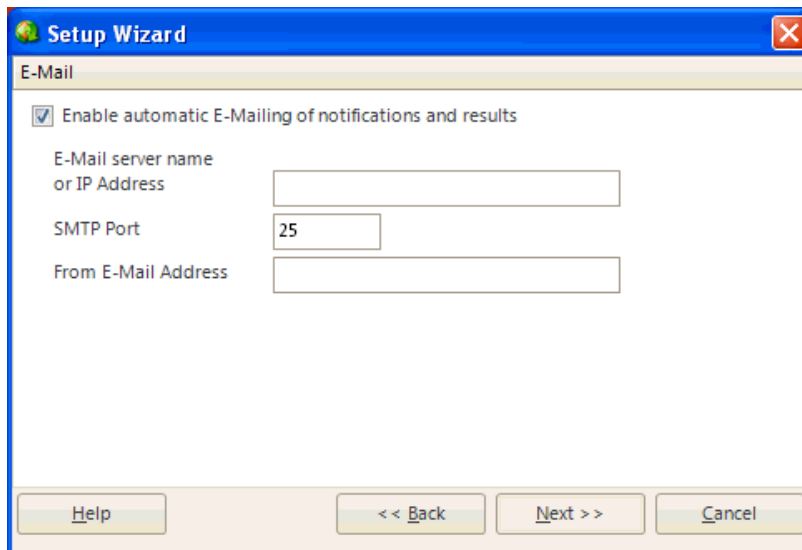 Setup Wizard
E-Mail
Enable automatic E-Mailing of notifications and results
E-Mail server name
or IP Address
SMTP Port
25
From E-Mail Address
Help
<< Back
Next >>
Cancel